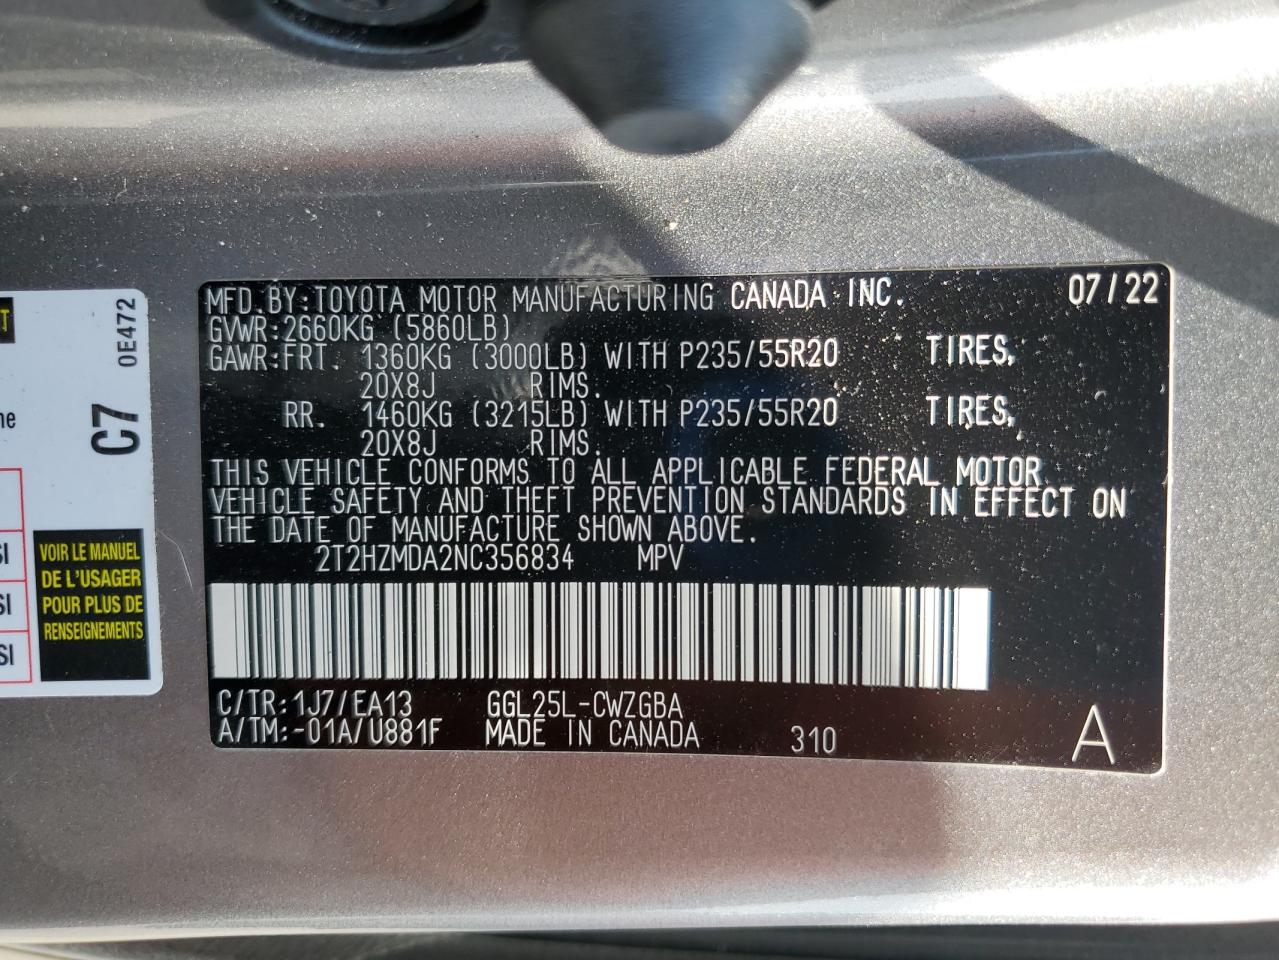 MFD.BY:TOYOTA MOTOR MANUFACTURING CANADA INC. 07/22
GVWR:2660KG (5860LB)
GAWR:FRT. 1360KG (3000LB) WITH P235/55R20 TIRES,
20X8J RIMS.
RR. 1460KG (3215LB) WITH P235/55R20 TIRES,
20X8J RIMS.
THIS VEHICLE CONFORMS TO ALL APPLICABLE FEDERAL MOTOR
VEHICLE SAFETY AND THEFT PREVENTION STANDARDS IN EFFECT ON
THE DATE OF MANUFACTURE SHOWN ABOVE.
2T2HZMDA2NC356834 MPV
C/TR:1J7/EA13 GGL25L-CWZGBA
A/TM:-01A/U881F MADE IN CANADA 310 A
0E472
C7
VOIR LE MANUEL
DE L'USAGER
POUR PLUS DE
RENSEIGNEMENTS